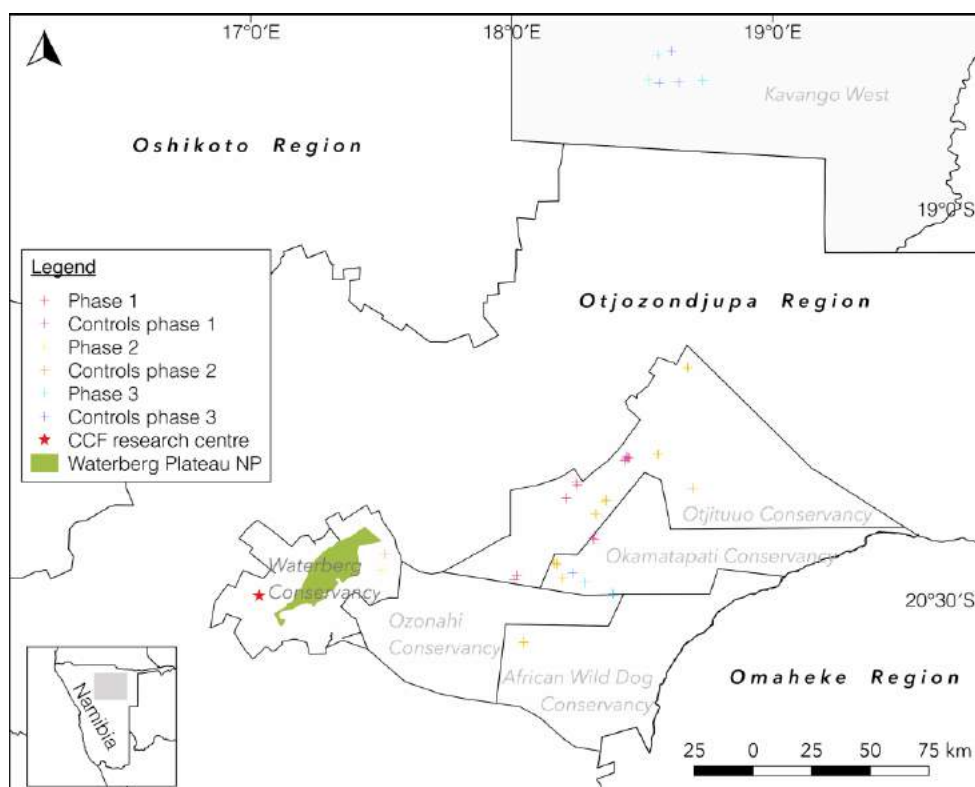 17°0′E
18°0′E
19°0′E
Kavango West
Oshikoto Region
19°0′S
Legend
Phase 1
Controls phase 1
Phase 2
Controls phase 2
Phase 3
Controls phase 3
CCF research centre
Waterberg Plateau NP
Otjozondjupa Region
Otjituuo Conservancy
Okamatapati Conservancy
Waterberg
Conservancy
20°30′S
Ozonahi
Conservancy
African Wild Dog
Conservancy
Omaheke Region
Namibia
25 0 25 50 75 km